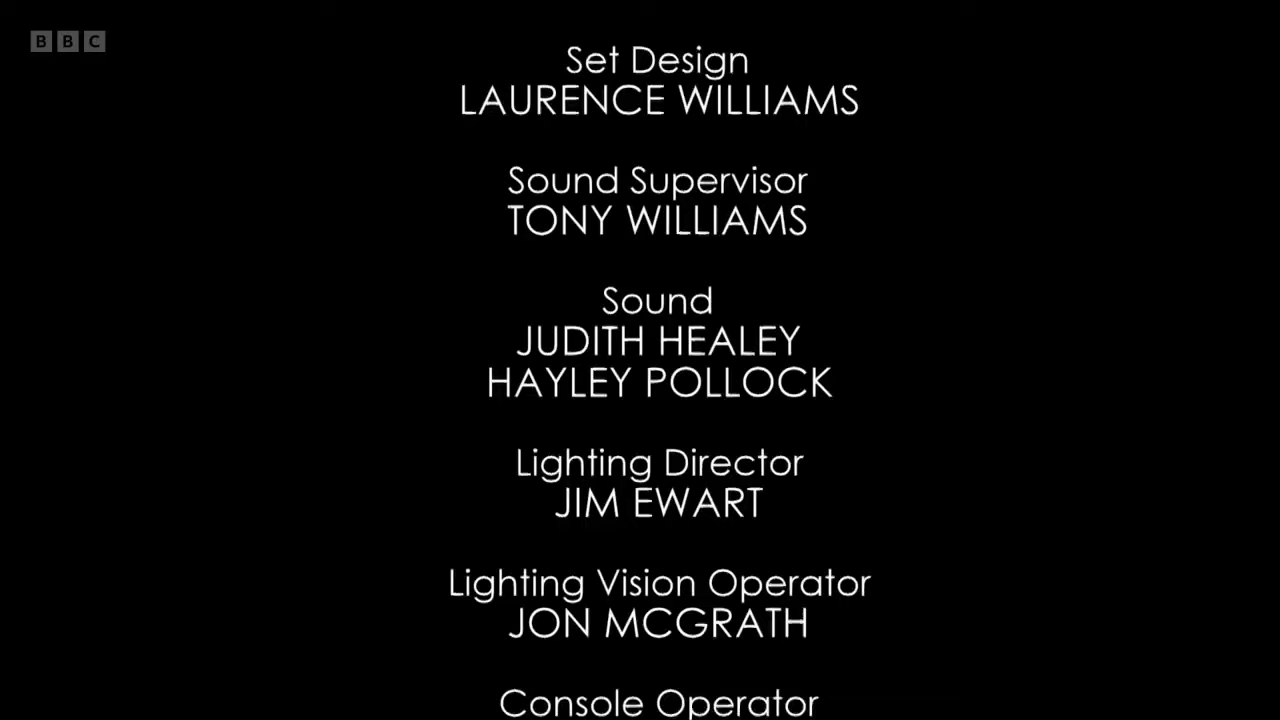 BBC
Set Design
LAURENCE WILLIAMS
Sound Supervisor
TONY WILLIAMS
Sound
JUDITH HEALEY
HAYLEY POLLOCK
Lighting Director
JIM EWART
Lighting Vision Operator
JON MCGRATH
Console Operator